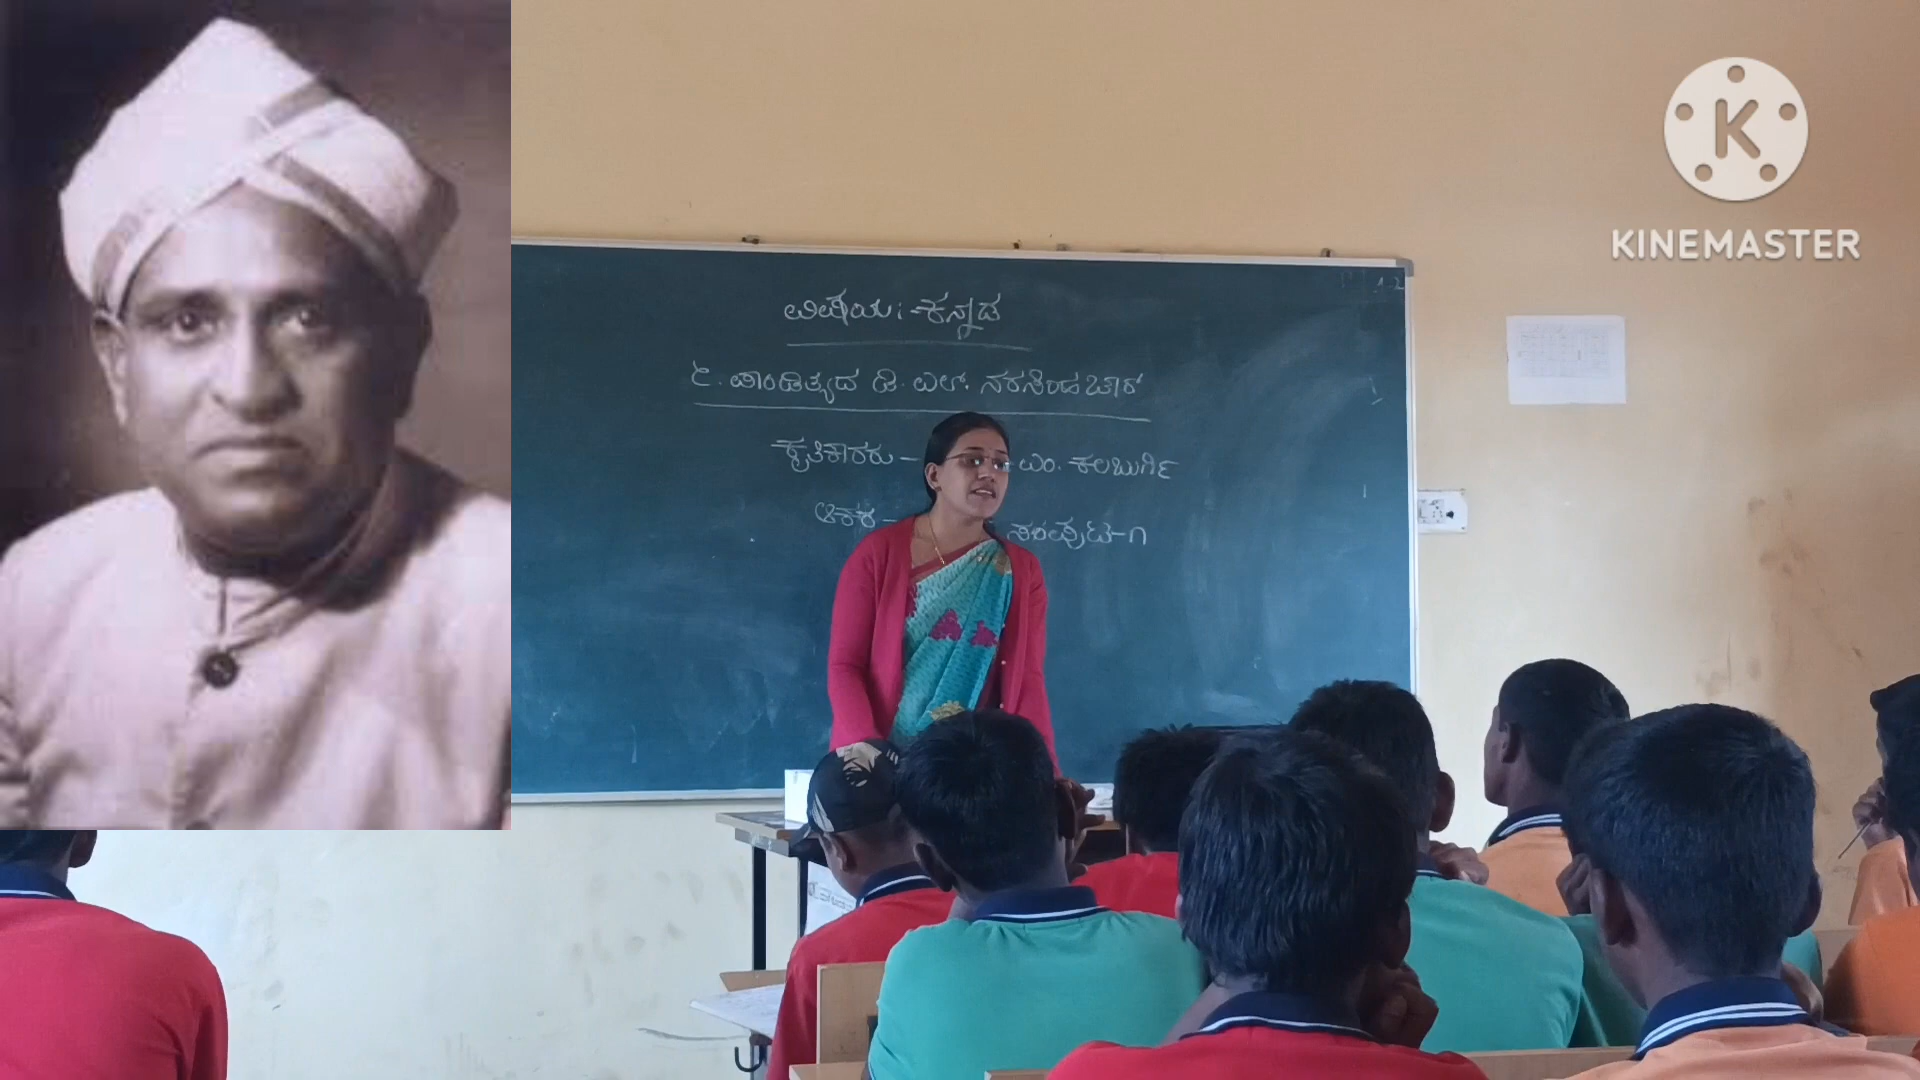 ವಿಷಯ:-ಕನ್ನಡ
೭. ಪಾಂಡಿತ್ಯದ ಡಿ. ಎಲ್. ನರಸಿಂಹಚಾರ್
ಕೃತಿಕಾರರು - ಎಂ. ಕಲಬುರ್ಗಿ
ಆಕರ - ಸಂಪುಟ-೧
K
KINEMASTER